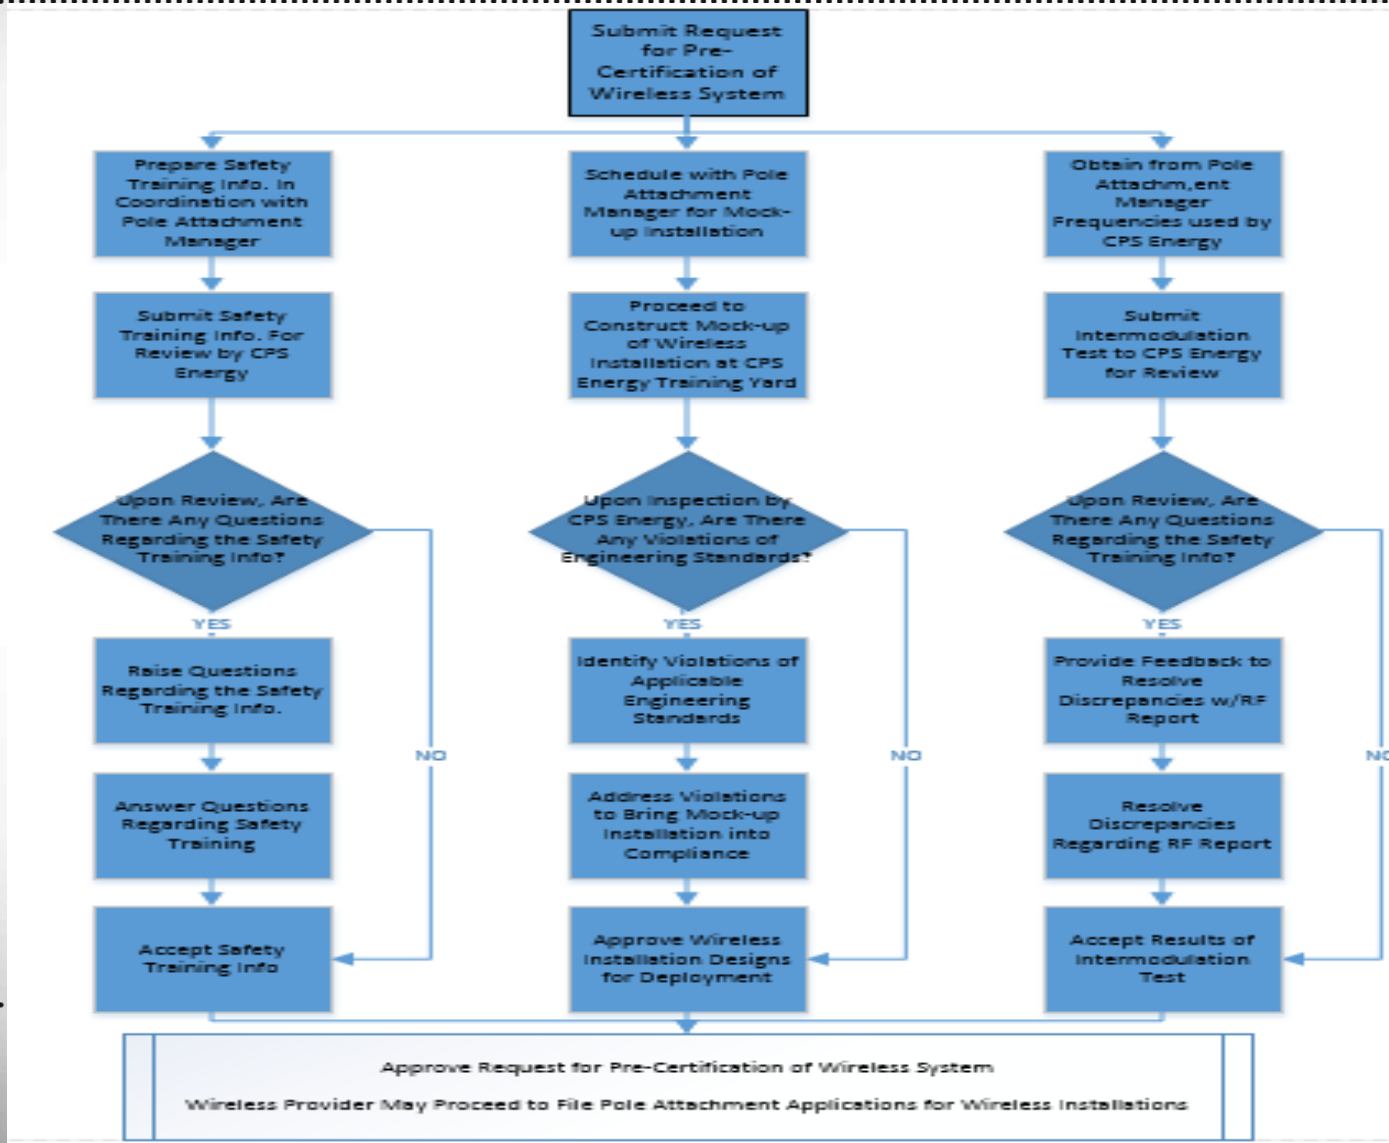 Submit Request
for Pre-
Certification of
Wireless System
Prepare Safety
Training Info. In
Coordination with
Pole Attachment
Manager
Schedule with Pole
Attachment
Manager for Mock-
up Installation
Obtain from Pole
Attachm,ent
Manager
Frequencies used by
CPS Energy
Submit Safety
Training Info. For
Review by CPS
Energy
Proceed to
Construct Mock-up
of Wireless
Installation at CPS
Energy Training Yard
Submit
Intermodulation
Test to CPS Energy
for Review
Upon Review, Are
There Any Questions
Regarding the Safety
Training Info?
Upon Inspection by
CPS Energy, Are There
Any Violations of
Engineering Standards?
Upon Review, Are
There Any Questions
Regarding the Safety
Training Info?
YES
YES
YES
Raise Questions
Regarding the Safety
Training Info.
Identify Violations of
Applicable
Engineering
Standards
Provide Feedback to
Resolve
Discrepancies w/RF
Report
NO
NO
NO
Answer Questions
Regarding Safety
Training
Address Violations
to Bring Mock-up
Installation into
Compliance
Resolve
Discrepancies
Regarding RF Report
Accept Safety
Training Info
Approve Wireless
Installation Designs
for Deployment
Accept Results of
Intermodulation
Test
Approve Request for Pre-Certification of Wireless System
Wireless Provider May Proceed to File Pole Attachment Applications for Wireless Installations